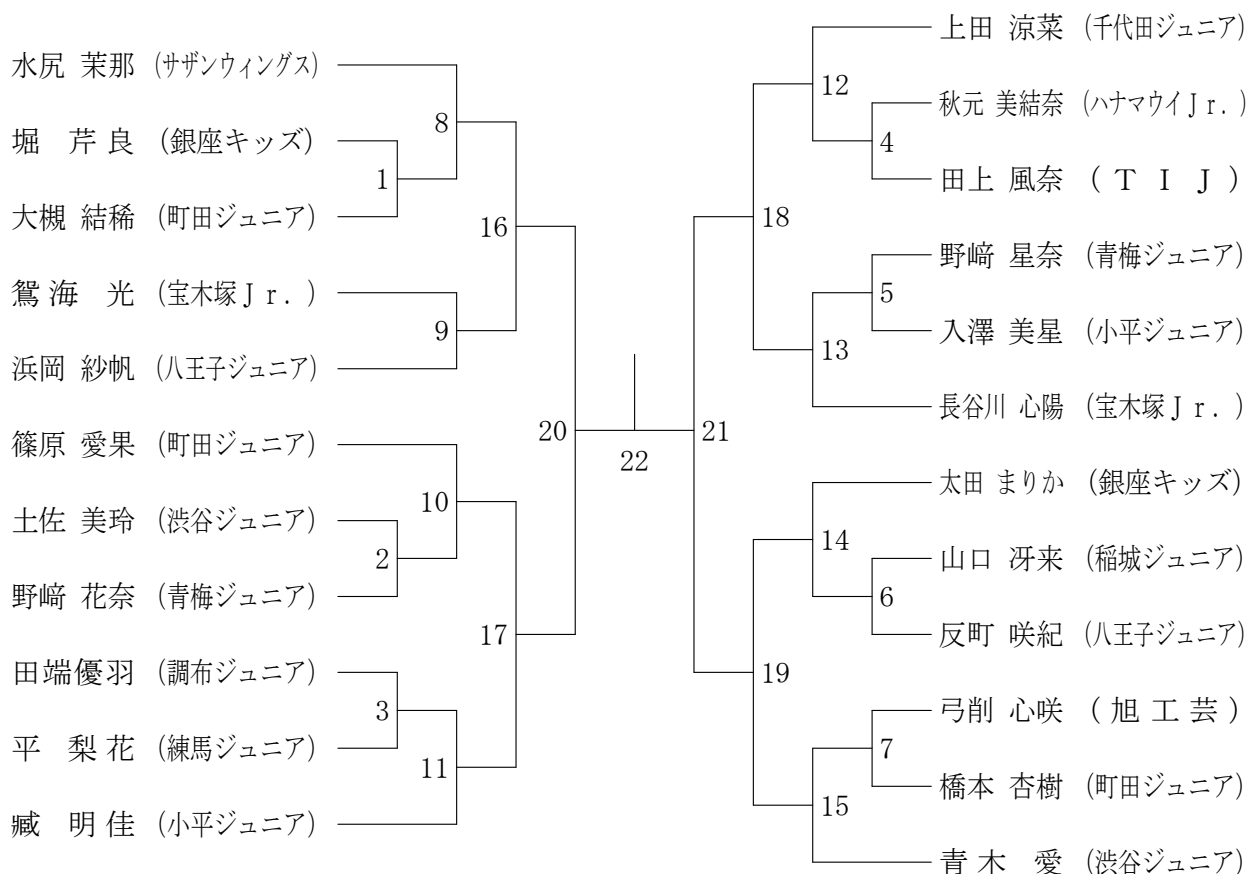 水尻 茉那 (サザンウィングス)
堀 芹良 (銀座キッズ)
大槻 結稀 (町田ジュニア)
鴛海 光 (宝木塚Jr.)
浜岡 紗帆 (八王子ジュニア)
篠原 愛果 (町田ジュニア)
土佐 美玲 (渋谷ジュニア)
野﨑 花奈 (青梅ジュニア)
田端優羽 (調布ジュニア)
平 梨花 (練馬ジュニア)
臧 明佳 (小平ジュニア)
8
1
16
9
20
10
2
17
3
11
22
上田 涼菜 (千代田ジュニア)
秋元 美結奈 (ハナマウイJr.)
田上 風奈 (TIJ)
野﨑 星奈 (青梅ジュニア)
入澤 美星 (小平ジュニア)
長谷川 心陽 (宝木塚Jr.)
太田 まりか (銀座キッズ)
山口 冴来 (稲城ジュニア)
反町 咲紀 (八王子ジュニア)
弓削 心咲 (旭工芸)
橋本 杏樹 (町田ジュニア)
青木 愛 (渋谷ジュニア)
12
4
18
5
13
21
14
6
19
7
15